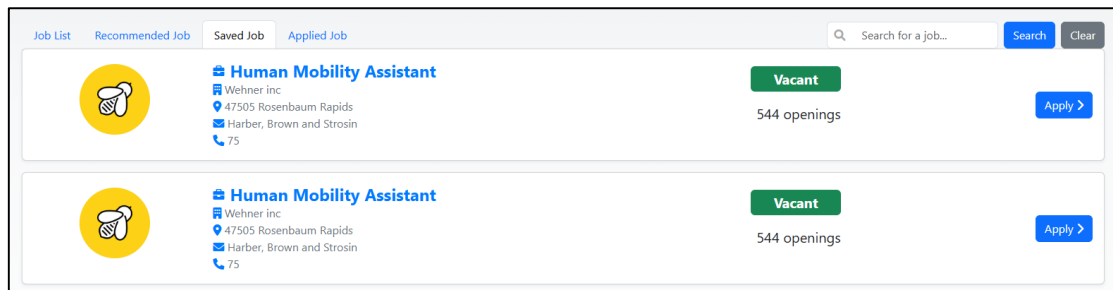 Job List Recommended Job Saved Job Applied Job Search for a job... Search Clear
Human Mobility Assistant
Wehner inc
47505 Rosenbaum Rapids
Harber, Brown and Strosin
75
Vacant
544 openings
Apply
Human Mobility Assistant
Wehner inc
47505 Rosenbaum Rapids
Harber, Brown and Strosin
75
Vacant
544 openings
Apply